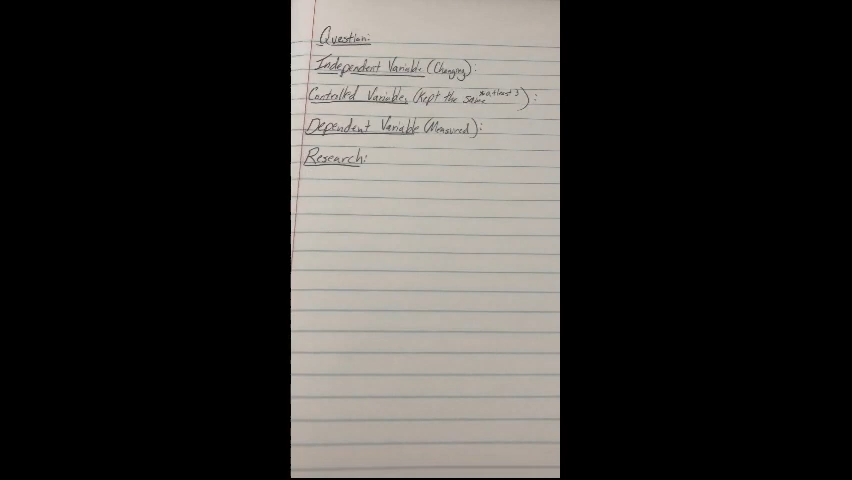 Question:
Independent Variable (Changing):
Controlled Variables (Kept the same *at least 3):
Dependent Variable (Measured):
Research: